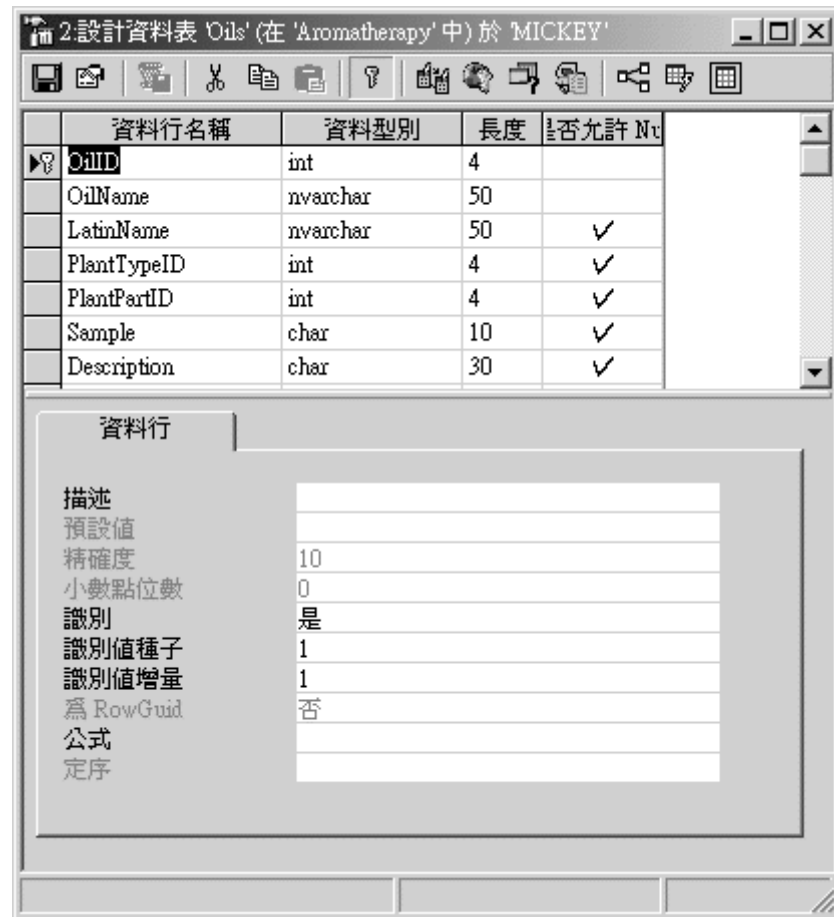 2:設計資料表 'Oils' (在 'Aromatherapy' 中) 於 'MICKEY'
資料行名稱 資料型別 長度 否允許 Nu
OilID int 4
OilName nvarchar 50
LatinName nvarchar 50 ✓
PlantTypeID int 4 ✓
PlantPartID int 4 ✓
Sample char 10 ✓
Description char 30 ✓
資料行
描述
預設值
精確度 10
小數點位數 0
識別 是
識別值種子 1
識別值增量 1
為 RowGuid 否
公式
定序